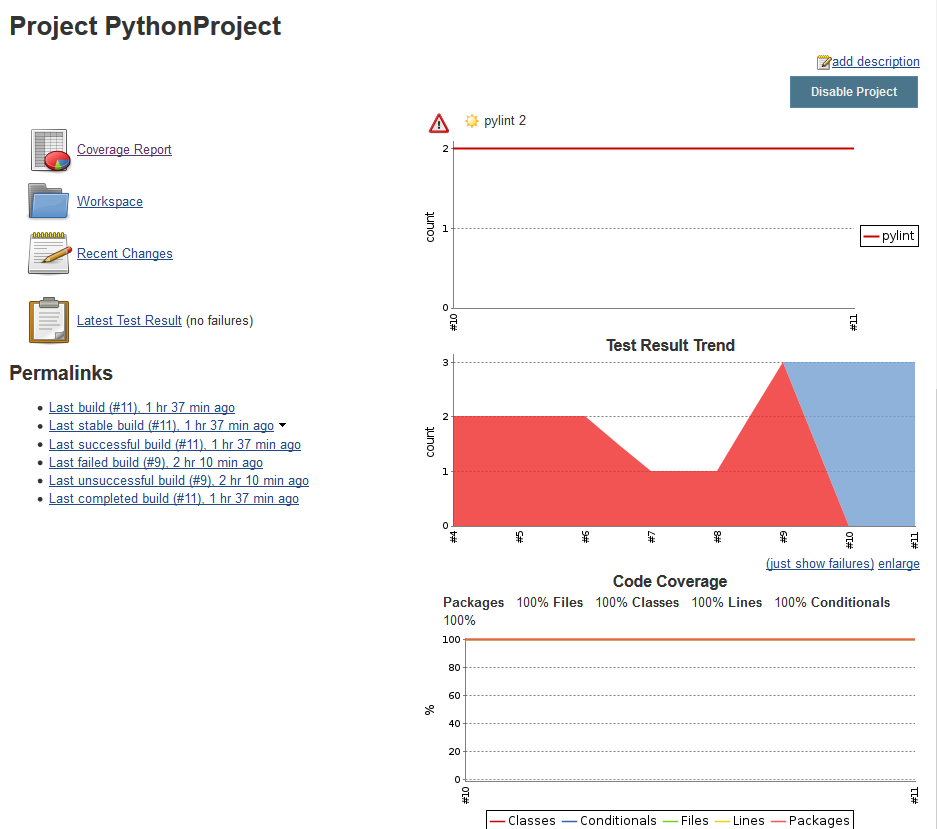 Project PythonProject
add description
Disable Project
pylint 2
Coverage Report
Workspace
Recent Changes
Latest Test Result (no failures)
Permalinks
Last build (#11), 1 hr 37 min ago
Last stable build (#11), 1 hr 37 min ago
Last successful build (#11), 1 hr 37 min ago
Last failed build (#9), 2 hr 10 min ago
Last unsuccessful build (#9), 2 hr 10 min ago
Last completed build (#11), 1 hr 37 min ago
2
1
0
count
#10 #11
pylint
Test Result Trend
3
2
1
0
count
#4 #5 #6 #7 #8 #9 #10 #11
(just show failures) enlarge
Code Coverage
Packages 100% Files 100% Classes 100% Lines 100% Conditionals
100%
100
80
60
40
20
0
%
#10 #11
Classes Conditionals Files Lines Packages